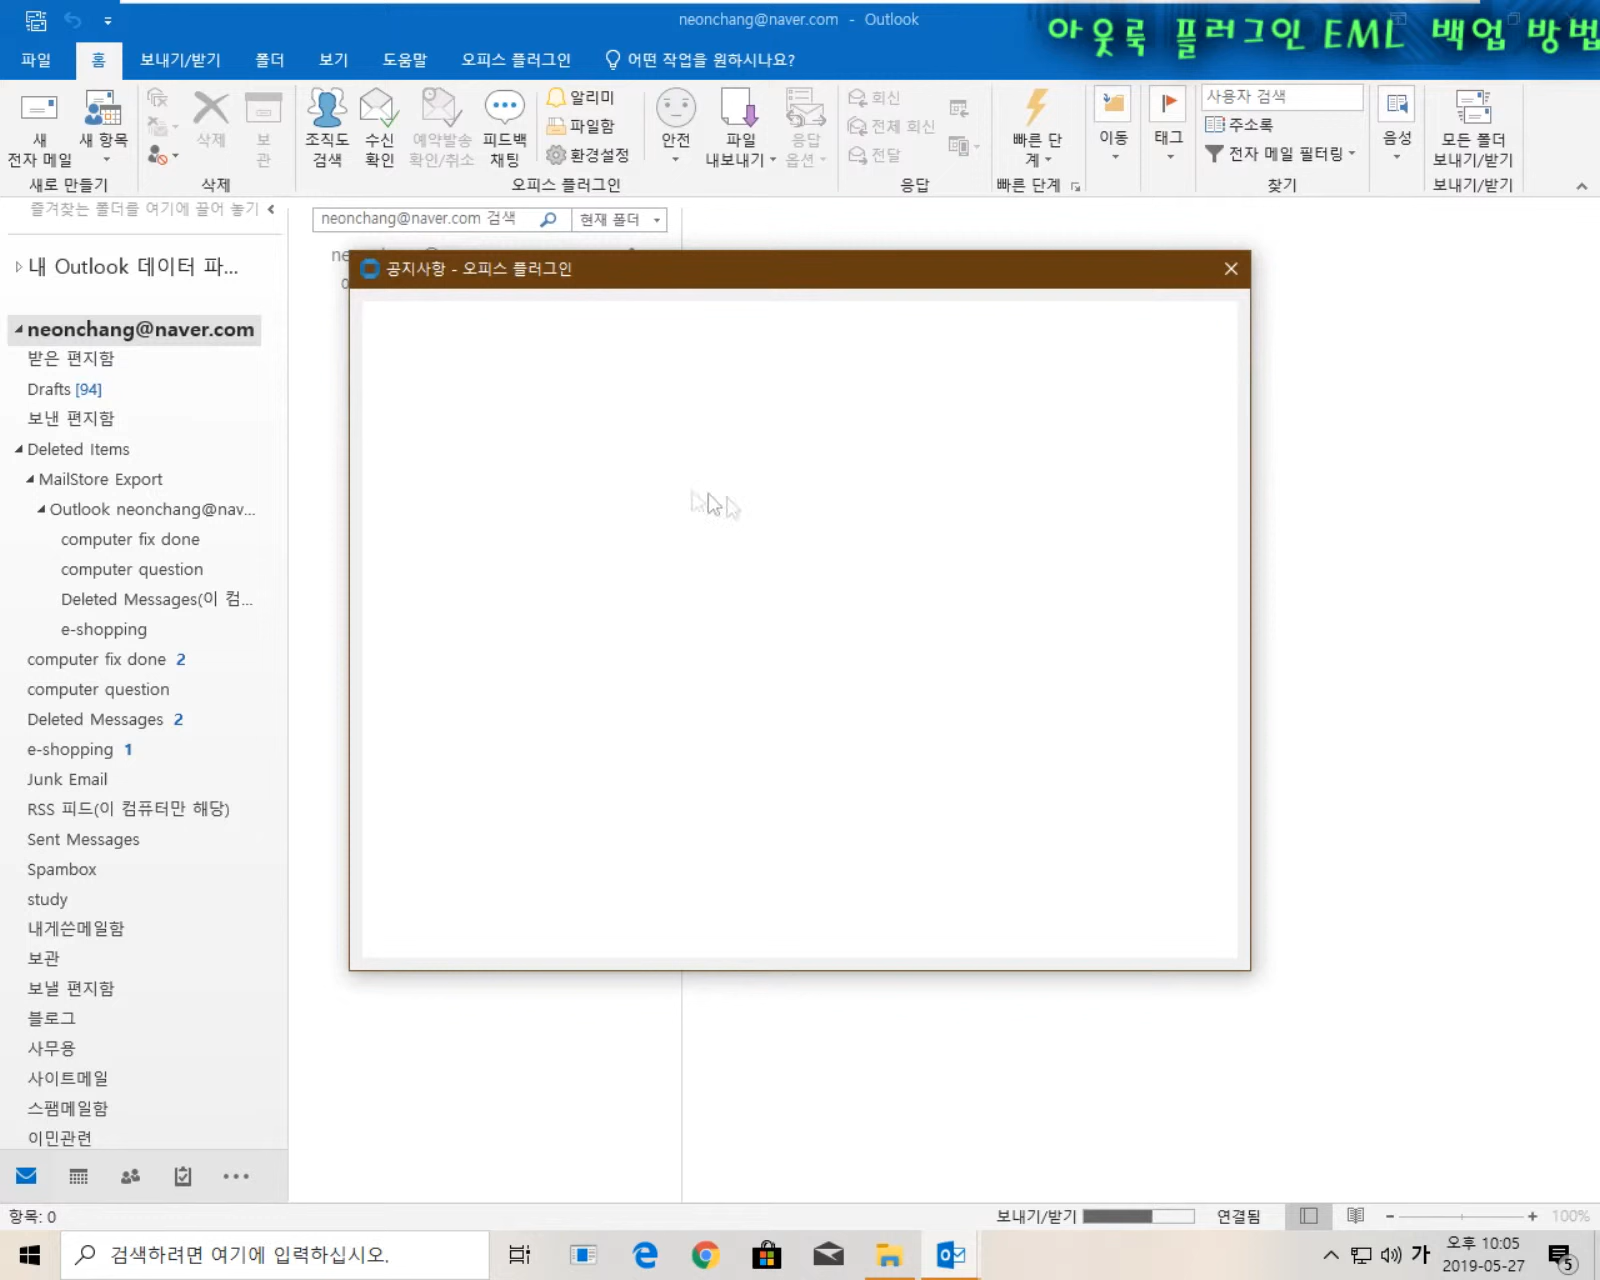 neonchang@naver.com - Outlook
아웃룩 플러그인 EML 백업 방법
파일 홈 보내기/받기 폴더 보기 도움말 오피스 플러그인 어떤 작업을 원하시나요?
새 전자 메일
새 항목
새로 만들기
삭제
보관
삭제
조직도 검색
수신 확인
예약발송 확인/취소
피드백 채팅
알리미
파일함
환경설정
안전
파일 내보내기
응답 옵션
오피스 플러그인
회신
전체 회신
전달
응답
빠른 단계
빠른 단계
이동
태그
사용자 검색
주소록
전자 메일 필터링
찾기
음성
모든 폴더 보내기/받기
보내기/받기
즐겨찾는 폴더를 여기에 끌어 놓기
neonchang@naver.com 검색
현재 폴더
내 Outlook 데이터 파...
공지사항 - 오피스 플러그인
neonchang@naver.com
받은 편지함
Drafts [94]
보낸 편지함
Deleted Items
MailStore Export
Outlook neonchang@nav...
computer fix done
computer question
Deleted Messages(이 컴...
e-shopping
computer fix done 2
computer question
Deleted Messages 2
e-shopping 1
Junk Email
RSS 피드(이 컴퓨터만 해당)
Sent Messages
Spambox
study
내게쓴메일함
보관
보낼 편지함
블로그
사무용
사이트메일
스팸메일함
이민관련
항목: 0
보내기/받기
연결됨
100%
검색하려면 여기에 입력하십시오.
가
오후 10:05
2019-05-27
5